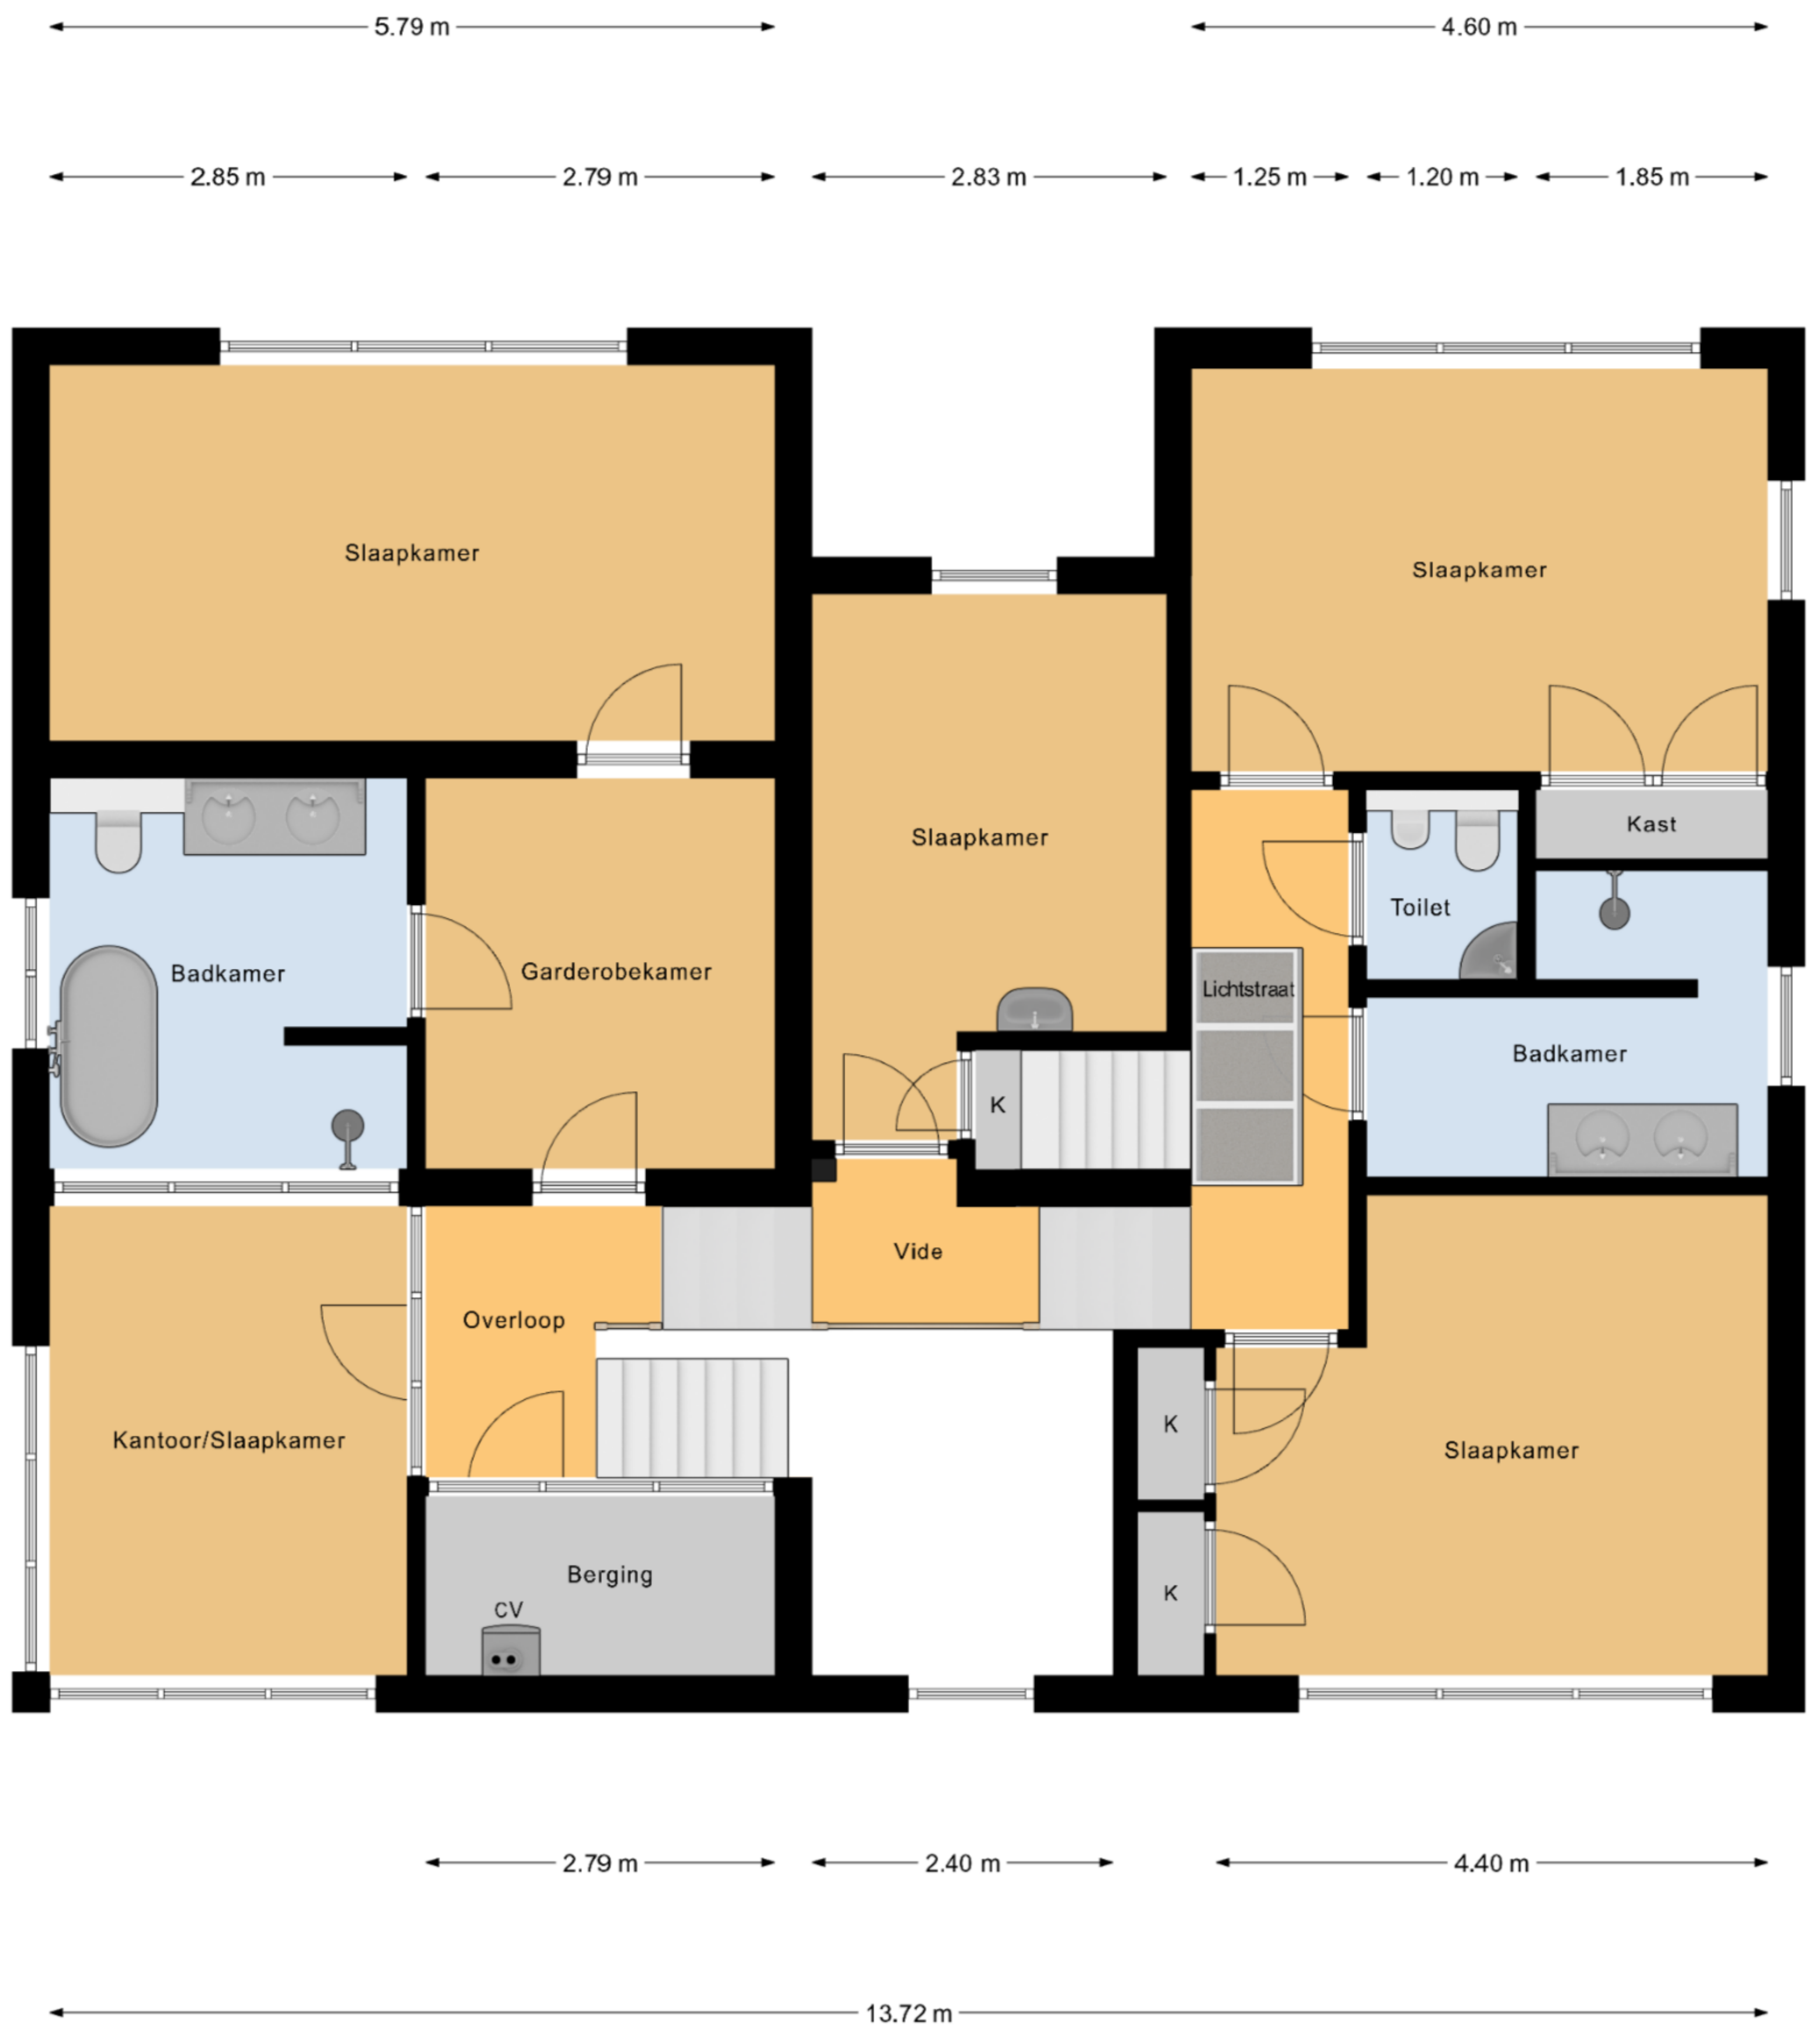 5.79 m
4.60 m
2.85 m
2.79 m
2.83 m
1.25 m
1.20 m
1.85 m
Slaapkamer
Slaapkamer
Slaapkamer
Kast
Toilet
Badkamer
Garderobekamer
Lichtstraat
Badkamer
K
Vide
Overloop
Kantoor/Slaapkamer
K
Slaapkamer
Berging
CV
K
2.79 m
2.40 m
4.40 m
13.72 m